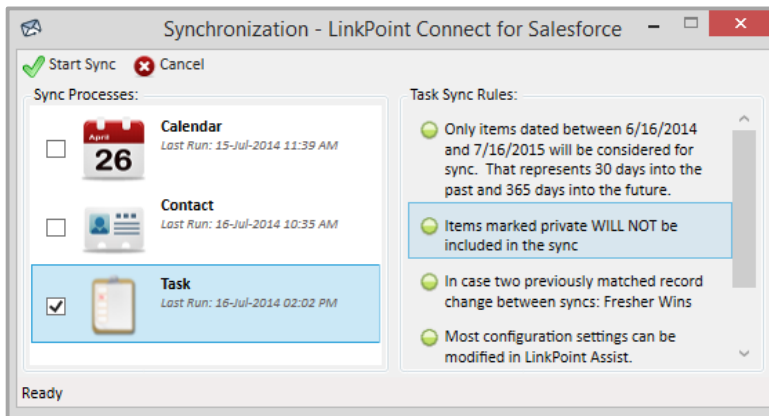 Synchronization - LinkPoint Connect for Salesforce
Start Sync Cancel
Sync Processes:
April
26
Calendar
Last Run: 15-Jul-2014 11:39 AM
Contact
Last Run: 16-Jul-2014 10:35 AM
Task
Last Run: 16-Jul-2014 02:02 PM
Task Sync Rules:
Only items dated between 6/16/2014
and 7/16/2015 will be considered for
sync. That represents 30 days into the
past and 365 days into the future.
Items marked private WILL NOT be
included in the sync
In case two previously matched record
change between syncs: Fresher Wins
Most configuration settings can be
modified in LinkPoint Assist.
Ready